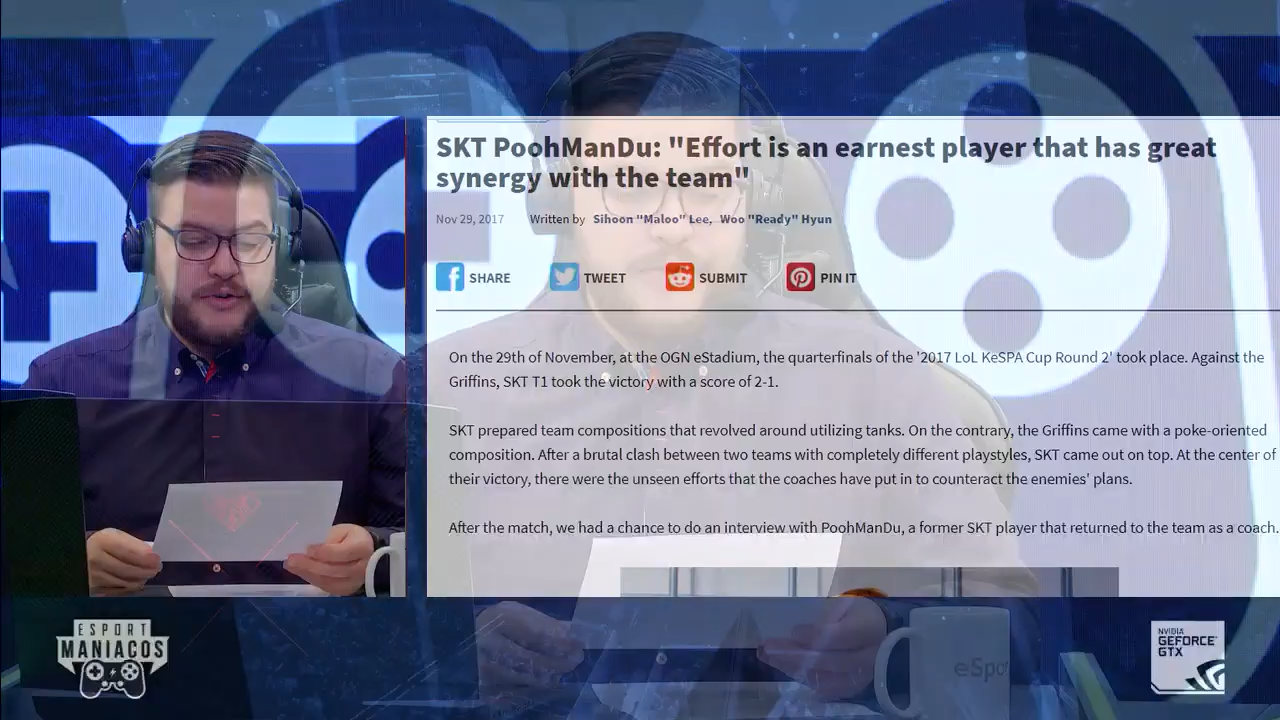 SKT PoohManDu: "Effort is an earnest player that has great
synergy with the team"
Nov 29, 2017 Written by Sihoon "Maloo" Lee, Woo "Ready" Hyun
SHARE TWEET SUBMIT PIN IT
On the 29th of November, at the OGN eStadium, the quarterfinals of the '2017 LoL KeSPA Cup Round 2' took place. Against the
Griffins, SKT T1 took the victory with a score of 2-1.
SKT prepared team compositions that revolved around utilizing tanks. On the contrary, the Griffins came with a poke-oriented
composition. After a brutal clash between two teams with completely different playstyles, SKT came out on top. At the center of
their victory, there were the unseen efforts that the coaches have put in to counteract the enemies' plans.
After the match, we had a chance to do an interview with PoohManDu, a former SKT player that returned to the team as a coach.
ESPORT
MANIACOS
eSpo
NVIDIA
GEFORCE
GTX